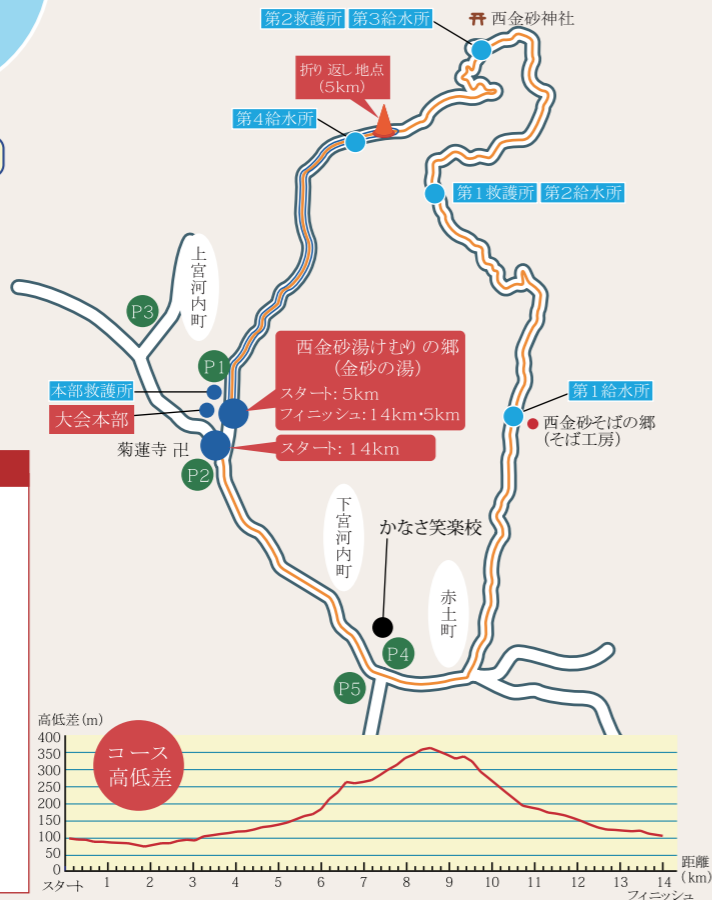 第2救護所 第3給水所
西金砂神社
折り返し地点
(5km)
第4給水所
第1救護所 第2給水所
上宮河内町
P3
P1
西金砂湯けむりの郷
(金砂の湯)
スタート: 5km
フィニッシュ:14km・5km
本部救護所
大会本部
第1給水所
西金砂そばの郷
(そば工房)
菊蓮寺 卍
スタート: 14km
P2
下宮河内町
かなさ笑楽校
赤土町
P4
P5
高低差(m)
コース
高低差
400
350
300
250
200
150
100
50
0
スタート 1 2 3 4 5 6 7 8 9 10 11 12 13 14
距離
(km)
フィニッシュ